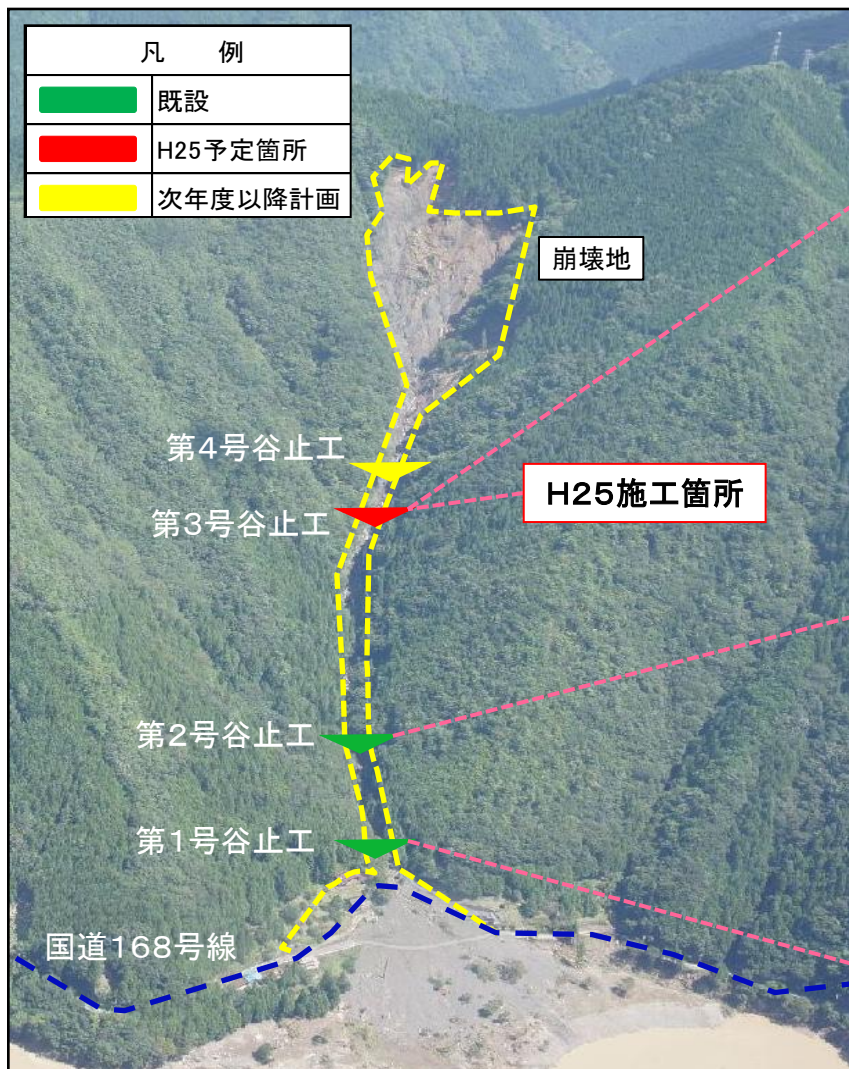 凡　例
既設
H25予定箇所
次年度以降計画
崩壊地
第4号谷止工
H25施工箇所
第3号谷止工
第2号谷止工
第1号谷止工
国道168号線